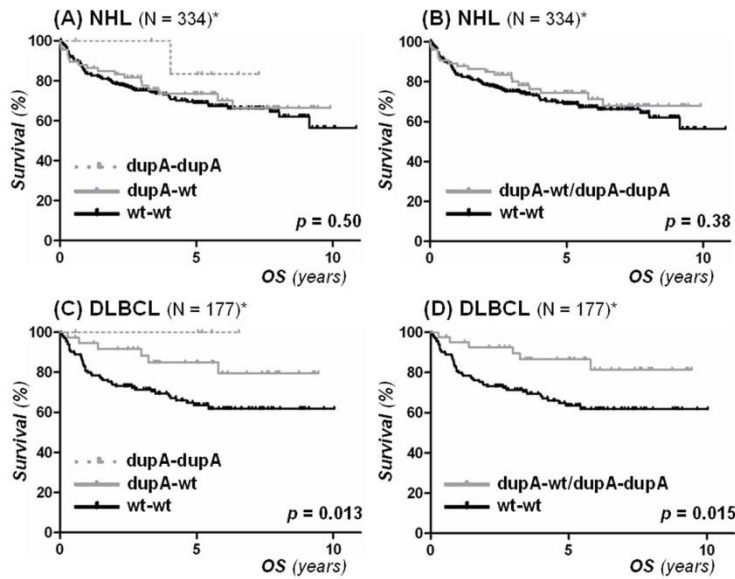 (A) NHL (N = 334)*
Survival (%)
100
80
60
40
80
0
dupA-dupA
dupA-wt
wt-wt
p = 0.50
0 5 10
OS (years)
(B) NHL (N = 334)*
Survival (%)
100
80
60
40
80
0
dupA-wt/dupA-dupA
wt-wt
p = 0.38
0 5 10
OS (years)
(C) DLBCL (N = 177)*
Survival (%)
100
80
60
40
80
0
dupA-dupA
dupA-wt
wt-wt
p = 0.013
0 5 10
OS (years)
(D) DLBCL (N = 177)*
Survival (%)
100
80
60
40
80
0
dupA-wt/dupA-dupA
wt-wt
p = 0.015
0 5 10
OS (years)